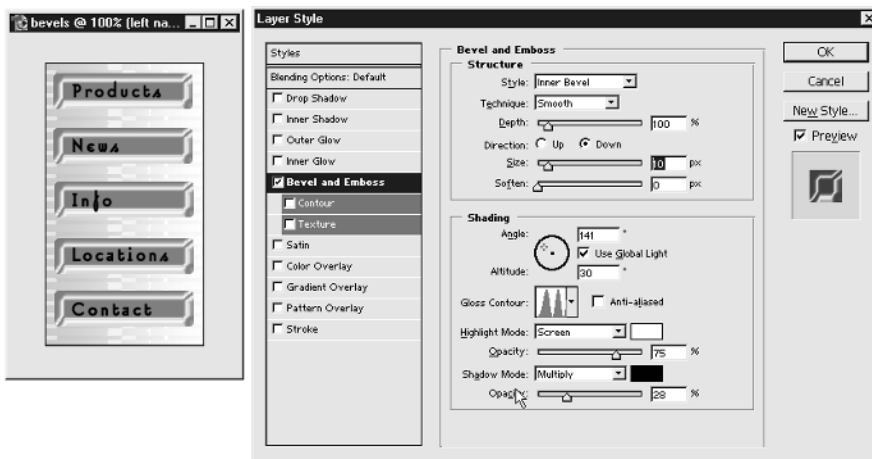 bevels @ 100% (left na...
Products
News
Info
Locations
Contact
Layer Style
Styles
Blending Options: Default
Drop Shadow
Inner Shadow
Outer Glow
Inner Glow
Bevel and Emboss
Contour
Texture
Satin
Color Overlay
Gradient Overlay
Pattern Overlay
Stroke
Bevel and Emboss
Structure
Style: Inner Bevel
Technique: Smooth
Depth: 100 %
Direction: Up Down
Size: 10 px
Soften: 0 px
Shading
Angle: 141 °
Use Global Light
Altitude: 30 °
Gloss Contour: Anti-aliased
Highlight Mode: Screen
Opacity: 75 %
Shadow Mode: Multiply
Opacity: 28 %
OK
Cancel
New Style...
Preview